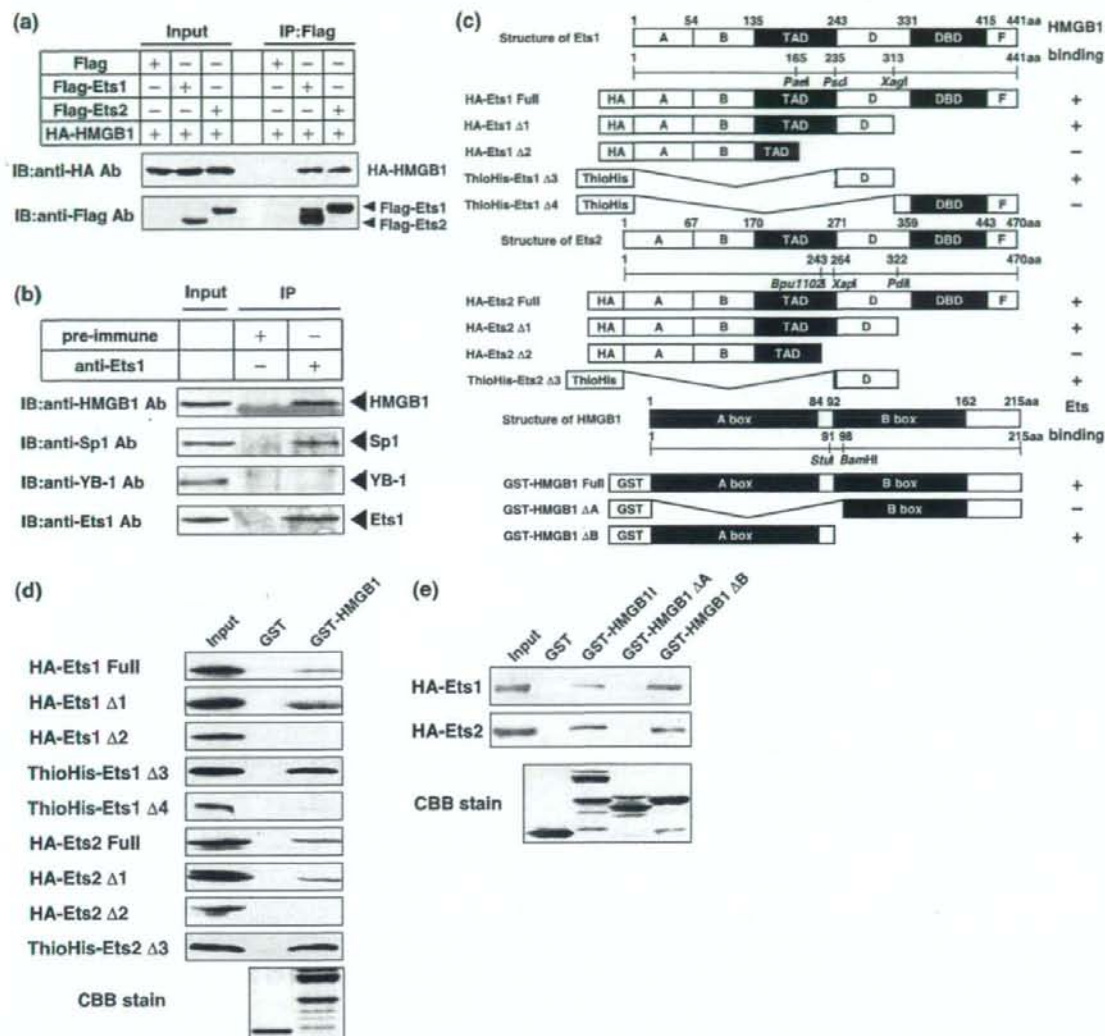 (a)
Input IP:Flag
Flag + − − + − −
Flag-Ets1 − + − − + −
Flag-Ets2 − − + − − +
HA-HMGB1 + + + + + +
IB:anti-HA Ab HA-HMGB1
IB:anti-Flag Ab Flag-Ets1
Flag-Ets2
(b)
Input IP
pre-immune + −
anti-Ets1 − +
IB:anti-HMGB1 Ab HMGB1
IB:anti-Sp1 Ab Sp1
IB:anti-YB-1 Ab YB-1
IB:anti-Ets1 Ab Ets1
(c)
1 54 135 243 331 415 441aa HMGB1
Structure of Ets1 A B TAD D DBD F
binding
1 165 235 313 441aa
PaeI PscI XagI
HA-Ets1 Full HA A B TAD D DBD F +
HA-Ets1 Δ1 HA A B TAD D +
HA-Ets1 Δ2 HA A B TAD −
ThioHis-Ets1 Δ3 ThioHis D +
ThioHis-Ets1 Δ4 ThioHis DBD F −
1 67 170 271 359 443 470aa
Structure of Ets2 A B TAD D DBD F
1 243 264 322 470aa
Bpu1102I XapI PdiI
HA-Ets2 Full HA A B TAD D DBD F +
HA-Ets2 Δ1 HA A B TAD D +
HA-Ets2 Δ2 HA A B TAD −
ThioHis-Ets2 Δ3 ThioHis D +
1 84 92 162 215aa Ets
Structure of HMGB1 A box B box
binding
1 91 98 215aa
StuI BamHI
GST-HMGB1 Full GST A box B box +
GST-HMGB1 ΔA GST B box −
GST-HMGB1 ΔB GST A box +
(d)
Input GST GST-HMGB1
HA-Ets1 Full
HA-Ets1 Δ1
HA-Ets1 Δ2
ThioHis-Ets1 Δ3
ThioHis-Ets1 Δ4
HA-Ets2 Full
HA-Ets2 Δ1
HA-Ets2 Δ2
ThioHis-Ets2 Δ3
CBB stain
(e)
Input GST GST-HMGB1l GST-HMGB1 ΔA GST-HMGB1 ΔB
HA-Ets1
HA-Ets2
CBB stain